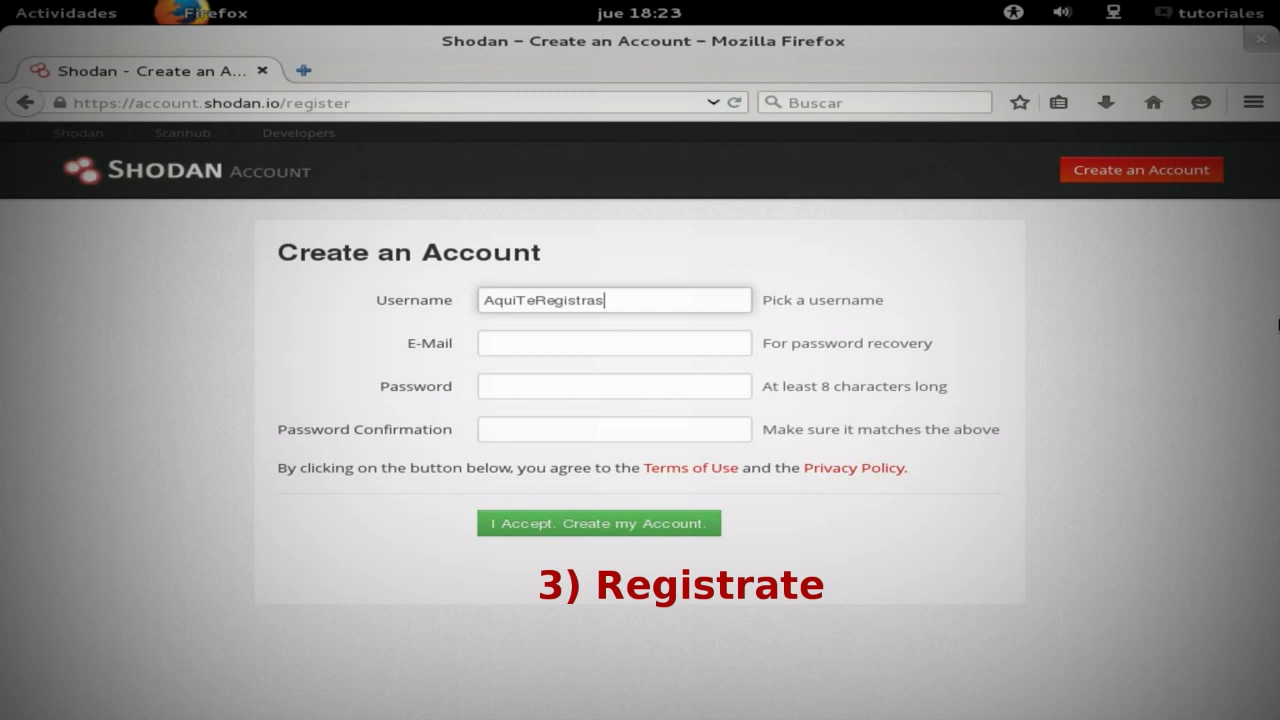 Actividades Firefox jue 18:23 tutoriales
Shodan – Create an Account – Mozilla Firefox
Shodan - Create an A...
https://account.shodan.io/register Buscar
Shodan Scanhub Developers
SHODAN ACCOUNT Create an Account
Create an Account
Username AquiTeRegistras Pick a username
E-Mail For password recovery
Password At least 8 characters long
Password Confirmation Make sure it matches the above
By clicking on the button below, you agree to the Terms of Use and the Privacy Policy.
I Accept. Create my Account.
3) Registrate